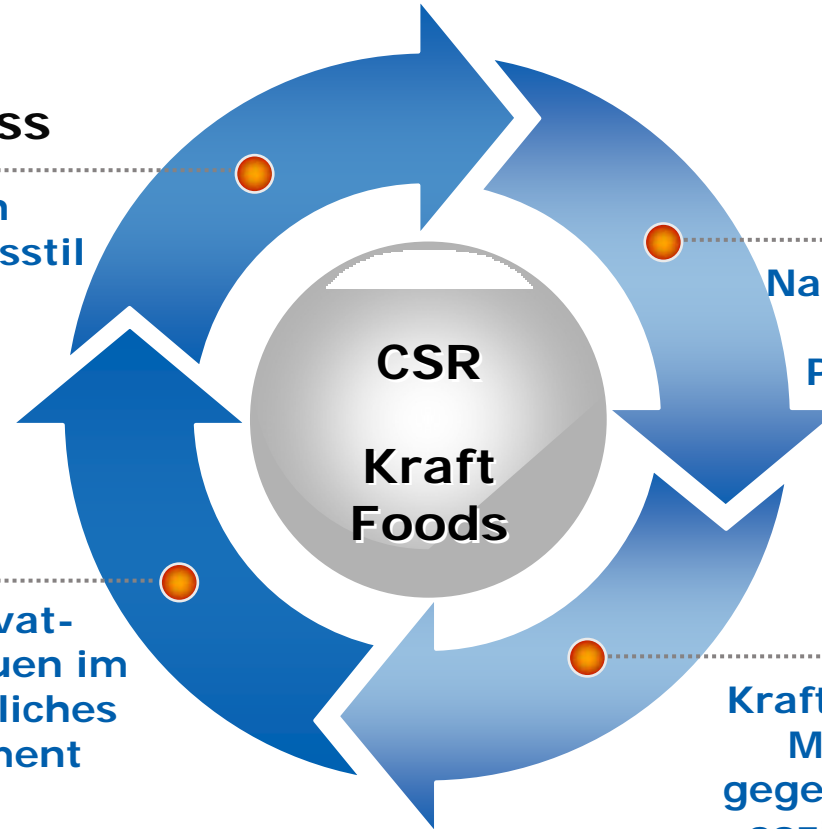 ss
n
sstil
Na
P
CSR
Kraft
Foods
vat-
uen im
liches
nent
Kraft
M
gege